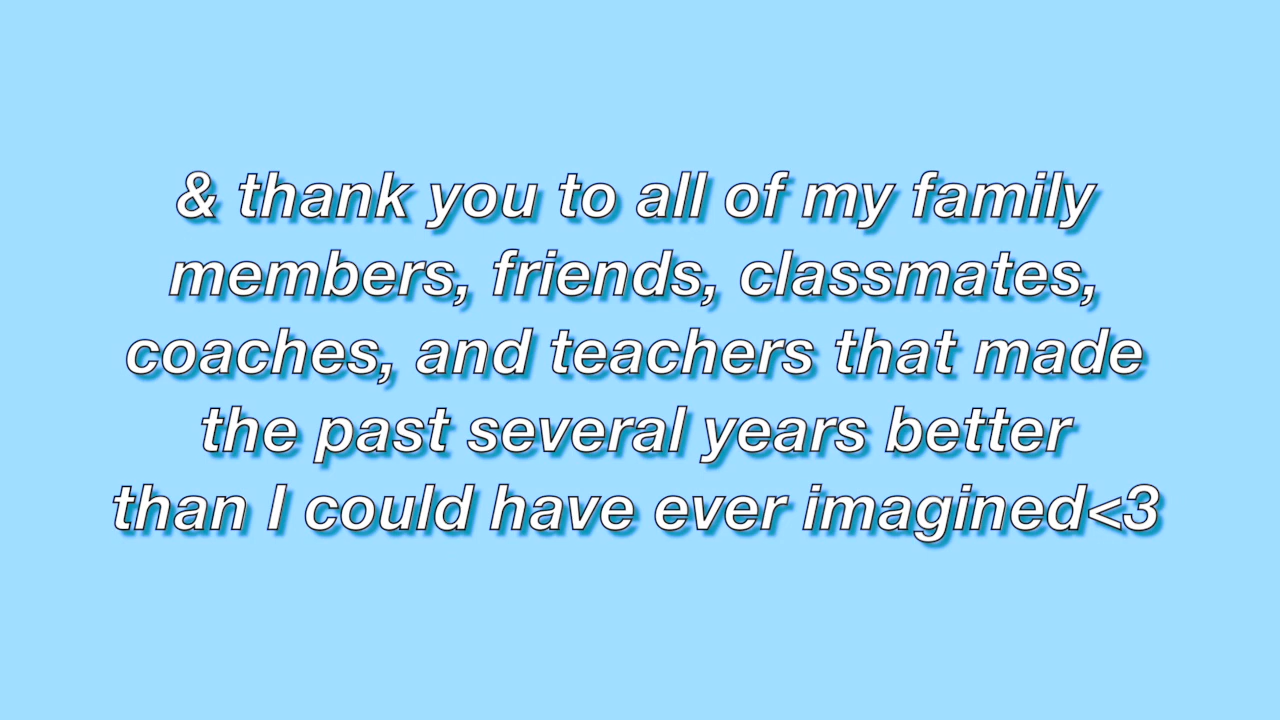 & thank you to all of my family
members, friends, classmates,
coaches, and teachers that made
the past several years better
than I could have ever imagined<3